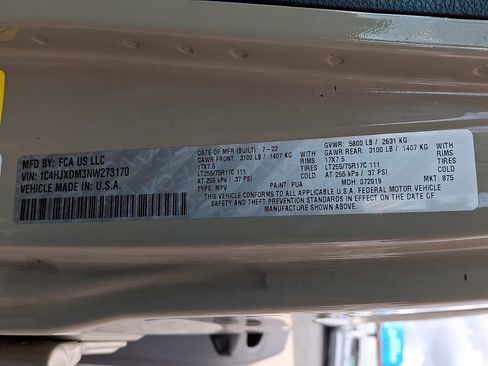 MFD BY: FCA US LLC
VIN: 1C4HJXDM3NW273170
VEHICLE MADE IN: U.S.A.
DATE OF MFR (BUILT): 7-22 GVWR: 5800 LB / 2631 KG
GAWR FRONT: 3100 LB / 1407 KG GAWR REAR: 3100 LB / 1407 KG
17X7.5 RIMS 17X7.5 RIMS
LT255/75R17C 111 TIRES LT255/75R17C 111 TIRES
AT 255 kPa / 37 PSI COLD AT 255 kPa / 37 PSI COLD
TYPE: MPV PAINT: PUA MDH: 072019 MKT: 875
THIS VEHICLE CONFORMS TO ALL APPLICABLE U.S.A. FEDERAL MOTOR VEHICLE
SAFETY AND THEFT PREVENTION STANDARDS IN EFFECT ON THE DATE OF
MANUFACTURE SHOWN ABOVE.